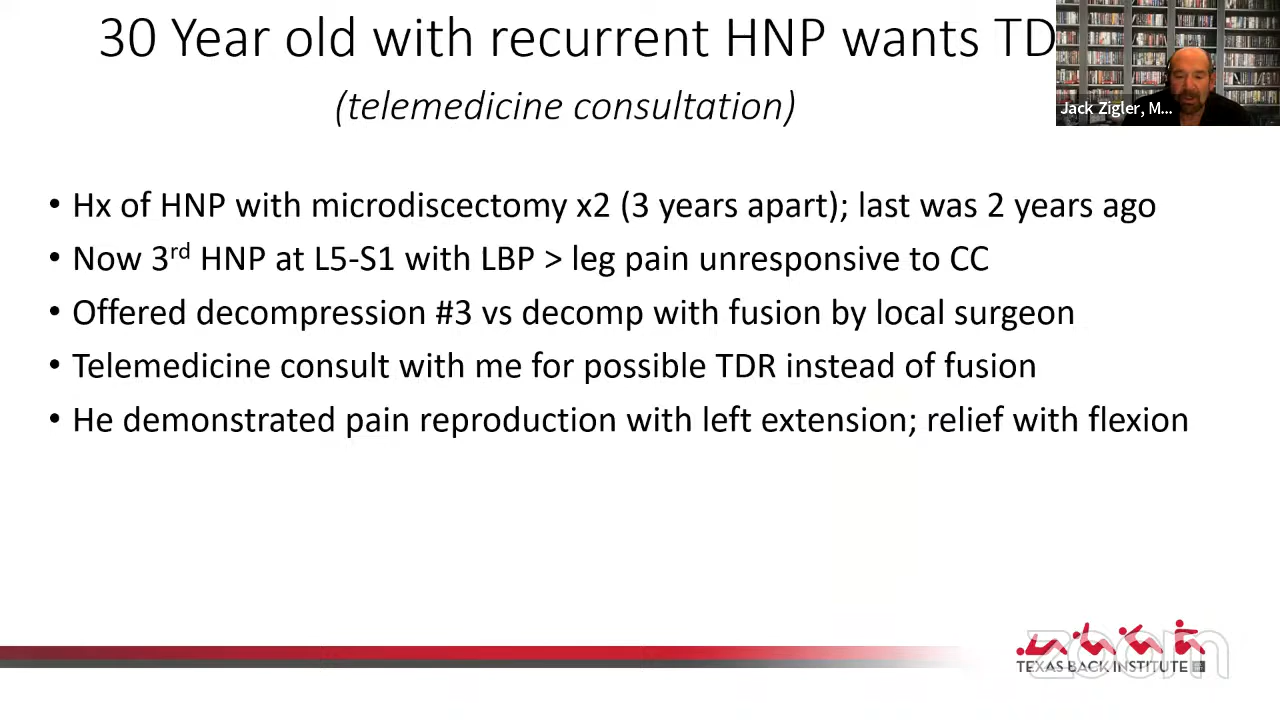 30 Year old with recurrent HNP wants TD
(telemedicine consultation)
Jack Zigler, M...
• Hx of HNP with microdiscectomy x2 (3 years apart); last was 2 years ago
• Now 3rd HNP at L5-S1 with LBP > leg pain unresponsive to CC
• Offered decompression #3 vs decomp with fusion by local surgeon
• Telemedicine consult with me for possible TDR instead of fusion
• He demonstrated pain reproduction with left extension; relief with flexion
zoom
TEXAS BACK INSTITUTE